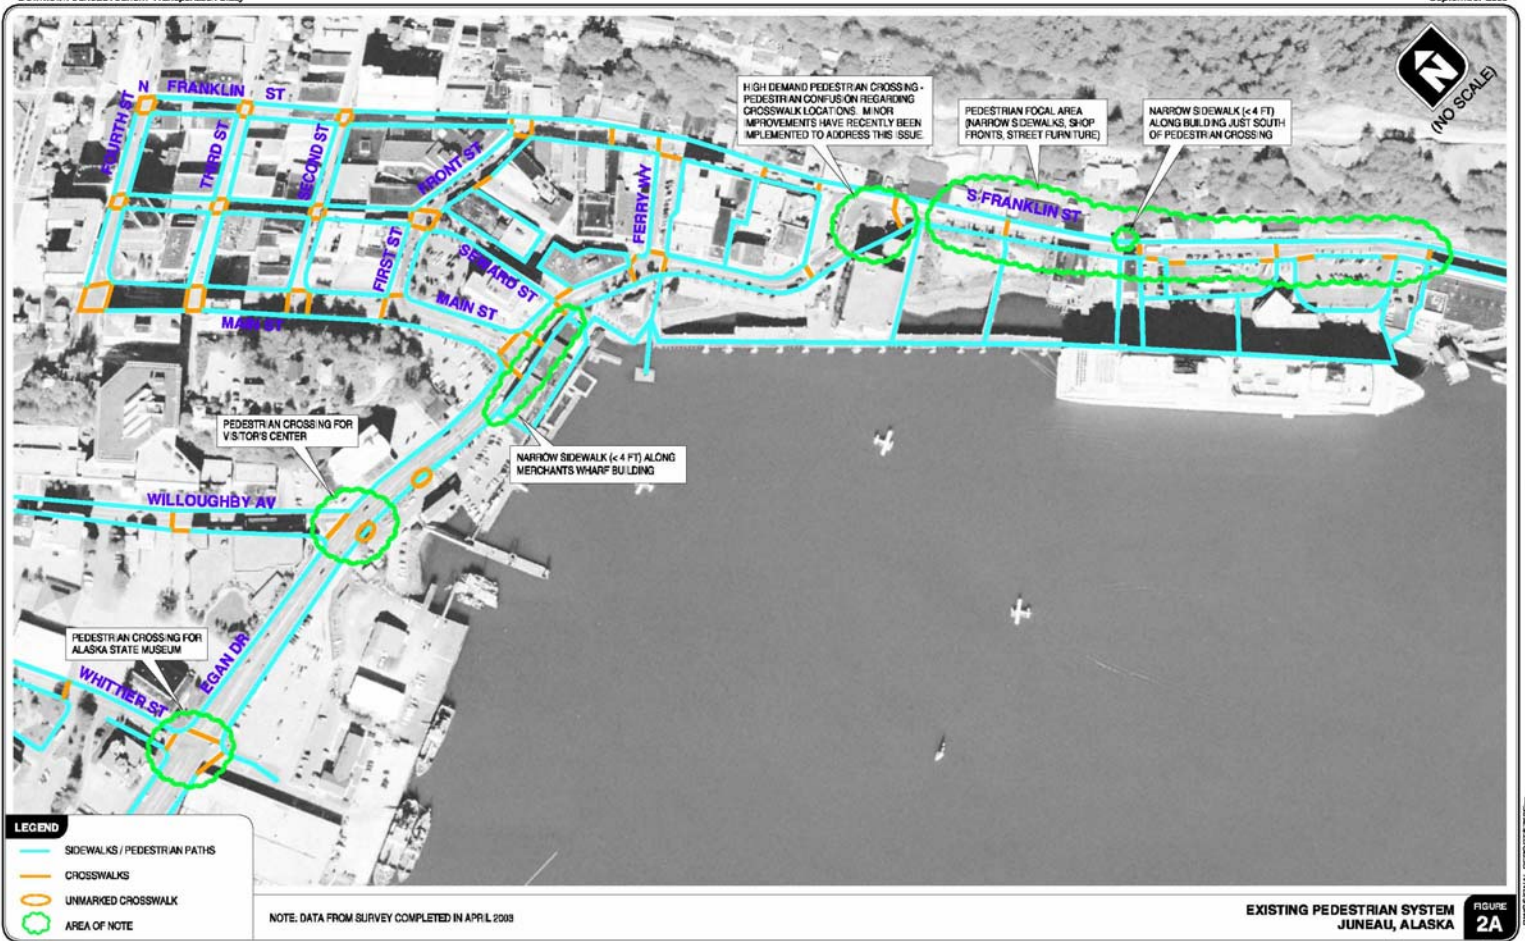 N FRANKLIN ST
FOURTH ST
THIRD ST
SECOND ST
FRONT ST
FERRY WY
FIRST ST
SEWARD ST
MAIN ST
MAIN ST
S FRANKLIN ST
HIGH DEMAND PEDESTRIAN CROSSING -
PEDESTRIAN CONFUSION REGARDING
CROSSWALK LOCATIONS. MINOR
IMPROVEMENTS HAVE RECENTLY BEEN
IMPLEMENTED TO ADDRESS THIS ISSUE.
PEDESTRIAN FOCAL AREA
(NARROW SIDEWALKS, SHOP
FRONTS, STREET FURNITURE)
NARROW SIDEWALK (< 4 FT)
ALONG BUILDING JUST SOUTH
OF PEDESTRIAN CROSSING
N
(NO SCALE)
PEDESTRIAN CROSSING FOR
VISITOR'S CENTER
NARROW SIDEWALK (< 4 FT) ALONG
MERCHANTS WHARF BUILDING
WILLOUGHBY AV
PEDESTRIAN CROSSING FOR
ALASKA STATE MUSEUM
EGAN DR
WHITTIER ST
LEGEND
SIDEWALKS / PEDESTRIAN PATHS
CROSSWALKS
UNMARKED CROSSWALK
AREA OF NOTE
NOTE: DATA FROM SURVEY COMPLETED IN APRIL 2003
EXISTING PEDESTRIAN SYSTEM
JUNEAU, ALASKA
FIGURE
2A